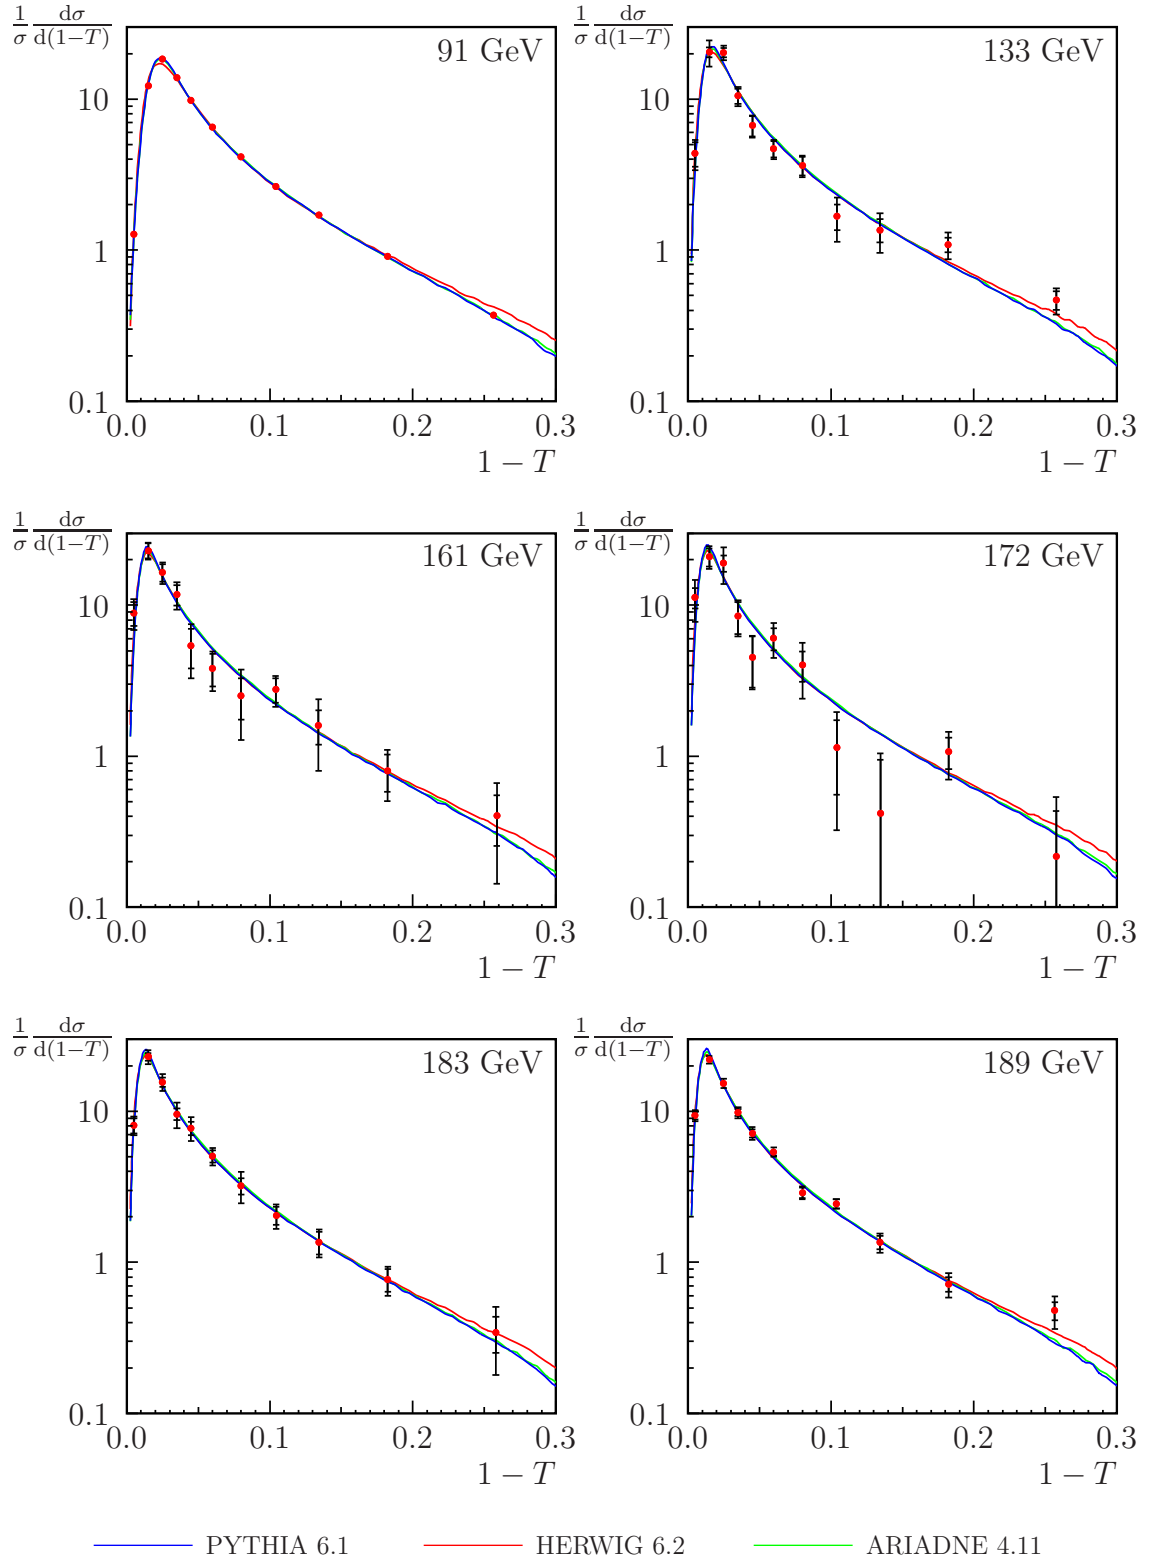 1/σ dσ/d(1−T)
91 GeV
10
1
0.1
0.0 0.1 0.2 0.3
1 − T
1/σ dσ/d(1−T)
133 GeV
10
1
0.1
0.0 0.1 0.2 0.3
1 − T
1/σ dσ/d(1−T)
161 GeV
10
1
0.1
0.0 0.1 0.2 0.3
1 − T
1/σ dσ/d(1−T)
172 GeV
10
1
0.1
0.0 0.1 0.2 0.3
1 − T
1/σ dσ/d(1−T)
183 GeV
10
1
0.1
0.0 0.1 0.2 0.3
1 − T
1/σ dσ/d(1−T)
189 GeV
10
1
0.1
0.0 0.1 0.2 0.3
1 − T
PYTHIA 6.1 HERWIG 6.2 ARIADNE 4.11